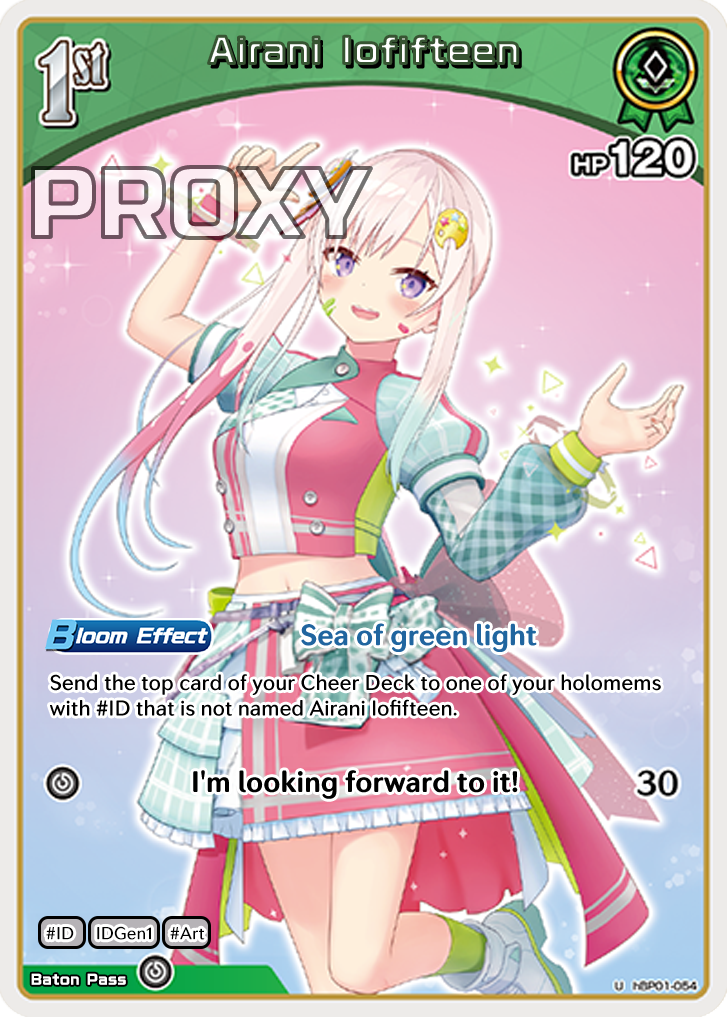 1st
Airani Iofifteen
HP 120
PROXY
Bloom Effect
Sea of green light
Send the top card of your Cheer Deck to one of your holomems
with #ID that is not named Airani Iofifteen.
I'm looking forward to it!
30
#ID
IDGen1
#Art
Baton Pass
U hBP01-054